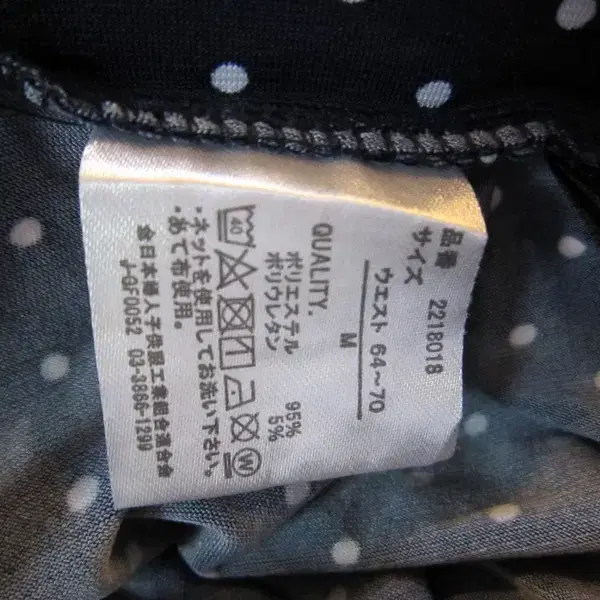 品番 2218018
サイズ
ウエスト 64~70
M
QUALITY.
ポリエステル 95%
ポリウレタン 5%
40 W
・ネットを使用してお洗い下さい。
・あて布使用。
全日本婦人子供服工業組合連合会
J-GF0052 03-3866-1299